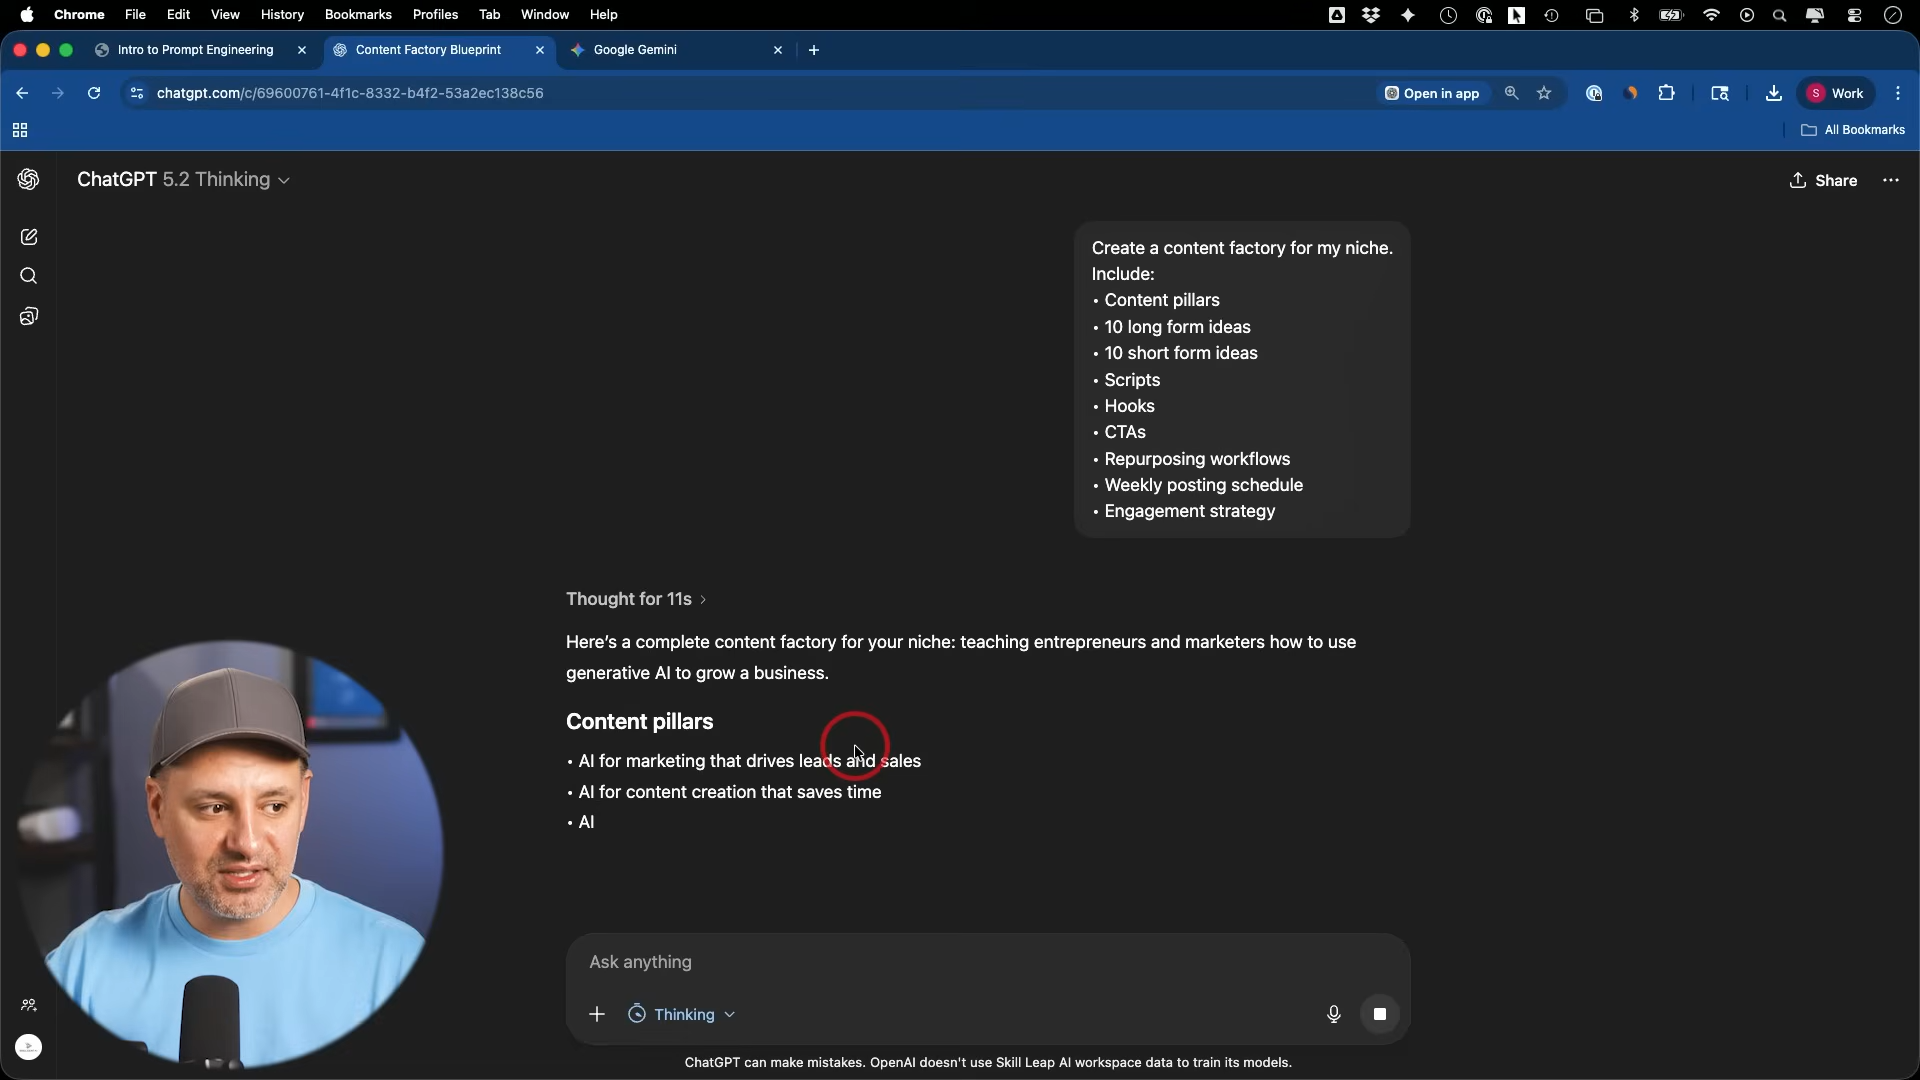 Chrome File Edit View History Bookmarks Profiles Tab Window Help
Intro to Prompt Engineering
Content Factory Blueprint
Google Gemini
chatgpt.com/c/69600761-4f1c-8332-b4f2-53a2ec138c56
Open in app
S Work
All Bookmarks
ChatGPT 5.2 Thinking
Share
Create a content factory for my niche.
Include:
• Content pillars
• 10 long form ideas
• 10 short form ideas
• Scripts
• Hooks
• CTAs
• Repurposing workflows
• Weekly posting schedule
• Engagement strategy
Thought for 11s
Here's a complete content factory for your niche: teaching entrepreneurs and marketers how to use
generative AI to grow a business.
Content pillars
• AI for marketing that drives leads and sales
• AI for content creation that saves time
• AI
Ask anything
Thinking
ChatGPT can make mistakes. OpenAI doesn't use Skill Leap AI workspace data to train its models.